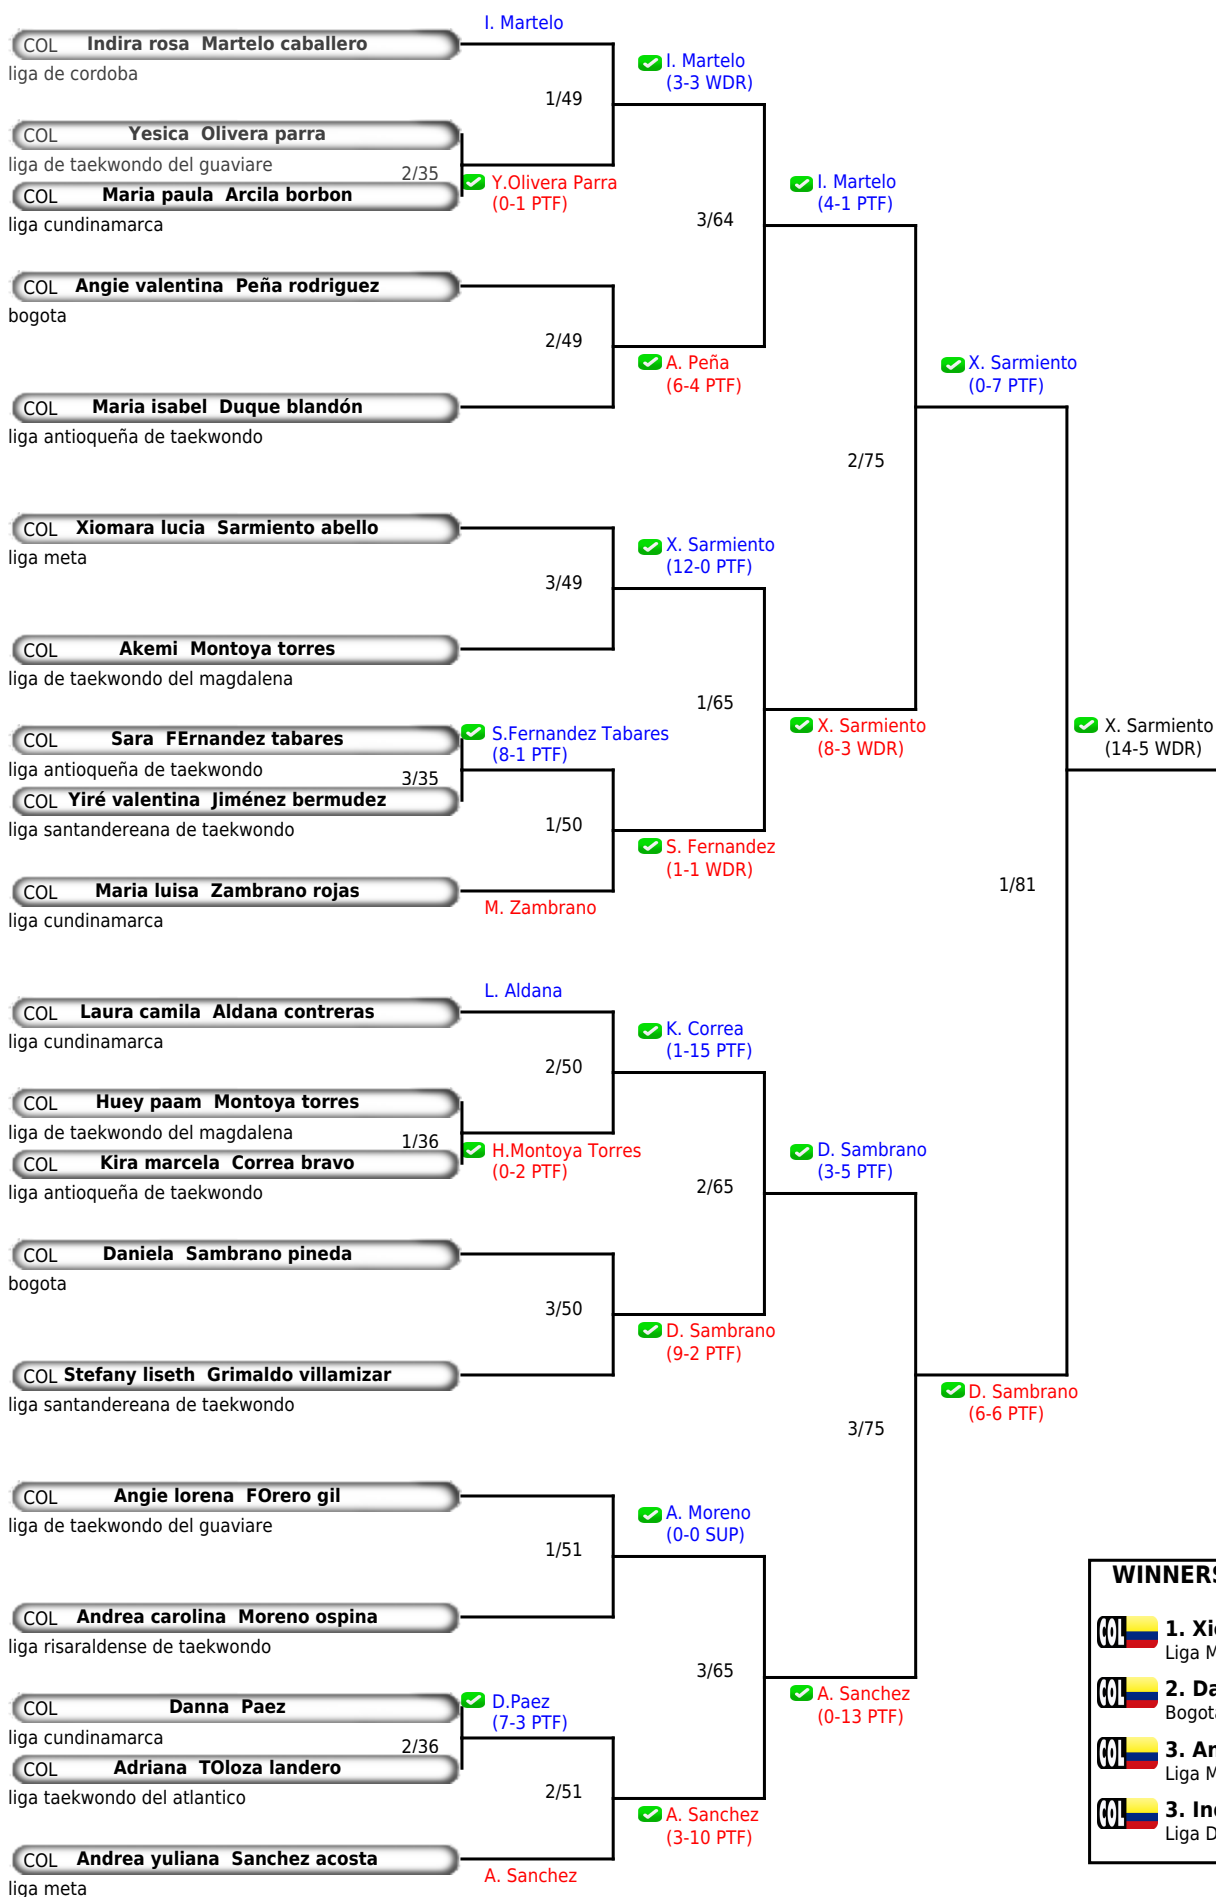 I. Martelo
COL Indira rosa Martelo caballero
liga de cordoba
I. Martelo
(3-3 WDR)
1/49
COL Yesica Olivera parra
liga de taekwondo del guaviare
2/35
Y.Olivera Parra
(0-1 PTF)
COL Maria paula Arcila borbon
liga cundinamarca
I. Martelo
(4-1 PTF)
3/64
COL Angie valentina Peña rodriguez
bogota
2/49
A. Peña
(6-4 PTF)
X. Sarmiento
(0-7 PTF)
COL Maria isabel Duque blandón
liga antioqueña de taekwondo
2/75
COL Xiomara lucia Sarmiento abello
liga meta
X. Sarmiento
(12-0 PTF)
3/49
COL Akemi Montoya torres
liga de taekwondo del magdalena
1/65
COL Sara FErnandez tabares
liga antioqueña de taekwondo
S.Fernandez Tabares
(8-1 PTF)
X. Sarmiento
(8-3 WDR)
X. Sarmiento
(14-5 WDR)
3/35
COL Yiré valentina Jiménez bermudez
liga santandereana de taekwondo
1/50
S. Fernandez
(1-1 WDR)
COL Maria luisa Zambrano rojas
liga cundinamarca
M. Zambrano
1/81
L. Aldana
COL Laura camila Aldana contreras
liga cundinamarca
K. Correa
(1-15 PTF)
2/50
COL Huey paam Montoya torres
liga de taekwondo del magdalena
1/36
H.Montoya Torres
(0-2 PTF)
COL Kira marcela Correa bravo
liga antioqueña de taekwondo
D. Sambrano
(3-5 PTF)
2/65
COL Daniela Sambrano pineda
bogota
3/50
D. Sambrano
(9-2 PTF)
COL Stefany liseth Grimaldo villamizar
liga santandereana de taekwondo
D. Sambrano
(6-6 PTF)
3/75
COL Angie lorena FOrero gil
liga de taekwondo del guaviare
A. Moreno
(0-0 SUP)
1/51
COL Andrea carolina Moreno ospina
liga risaraldense de taekwondo
3/65
COL Danna Paez
liga cundinamarca
D.Paez
(7-3 PTF)
A. Sanchez
(0-13 PTF)
2/36
COL Adriana TOloza landero
liga taekwondo del atlantico
2/51
A. Sanchez
(3-10 PTF)
COL Andrea yuliana Sanchez acosta
liga meta
A. Sanchez
WINNERS
COL 1.
Liga
COL 2.
COL 3.
Liga
COL 3.
Liga